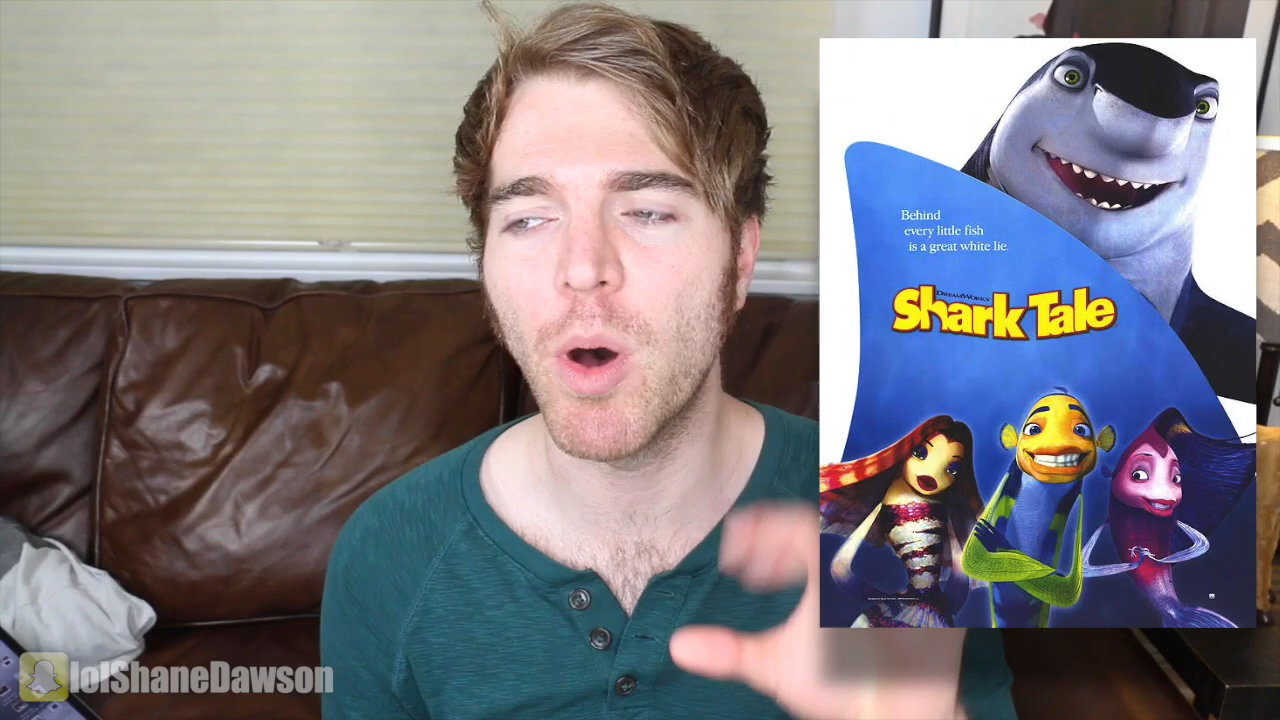 Behind
every little fish
is a great white lie.
DREAMWORKS
Shark Tale
lolShaneDawson